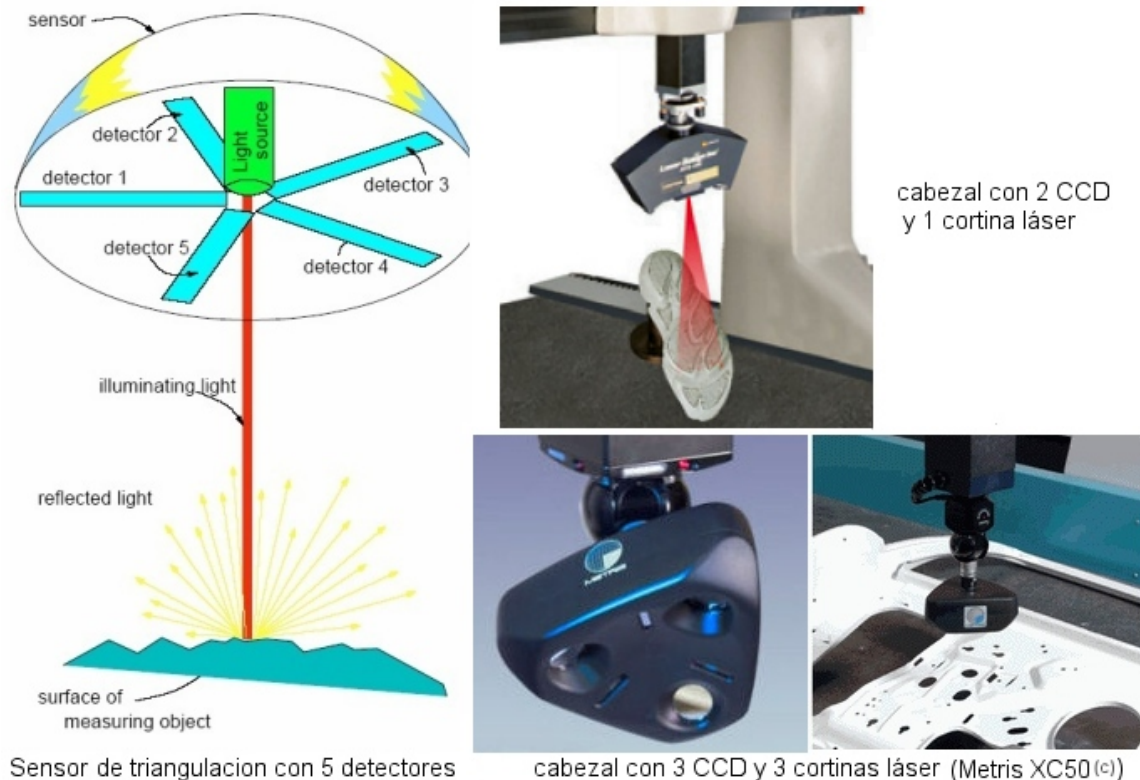 sensor
detector 2
Light
source
detector 3
detector 1
detector 5
detector 4
illuminating light
reflected light
surface of
measuring object
Sensor de triangulacion con 5 detectores
cabezal con 2 CCD
y 1 cortina láser
METRIS
cabezal con 3 CCD y 3 cortinas láser (Metris XC50 (c))